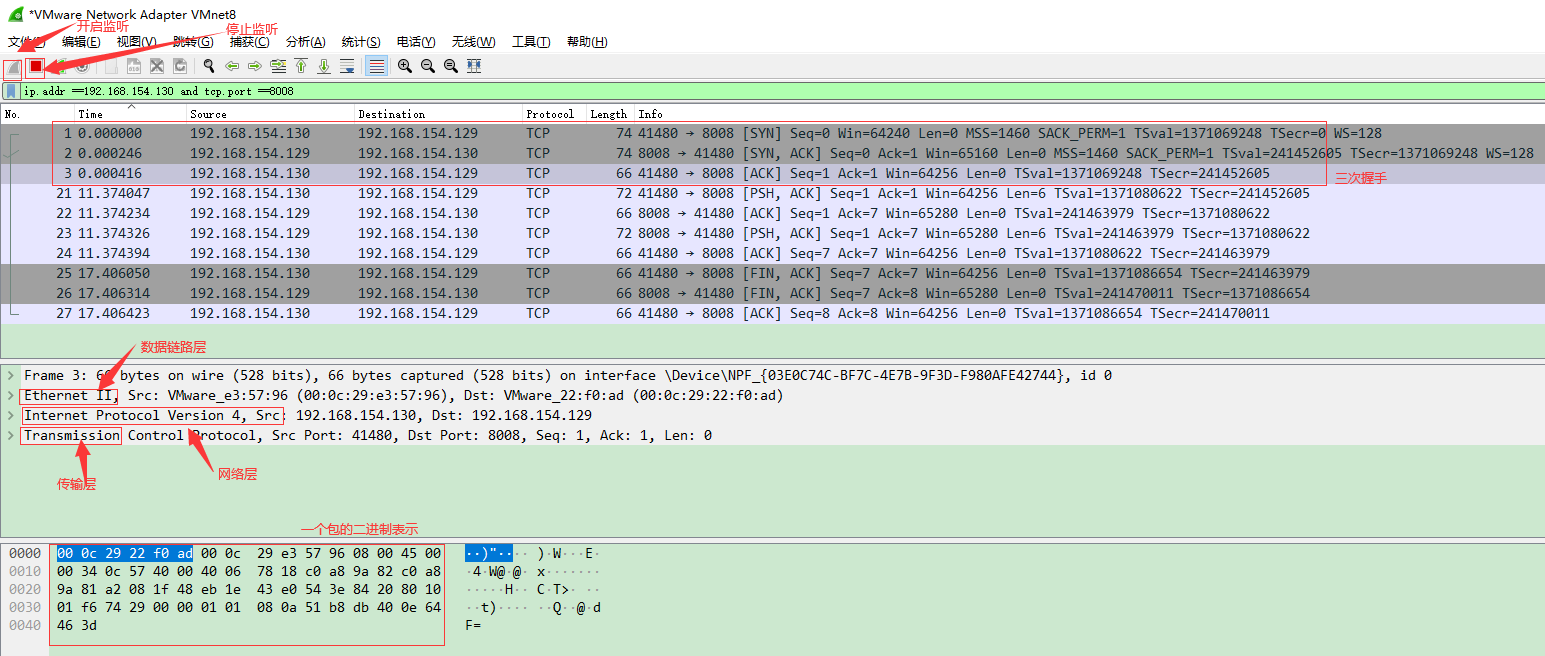 *VMware Network Adapter VMnet8
开启监听
停止监听
文件(F) 编辑(E) 视图(V) 跳转(G) 捕获(C) 分析(A) 统计(S) 电话(Y) 无线(W) 工具(T) 帮助(H)
ip.addr ==192.168.154.130 and tcp.port ==8008
No. Time Source Destination Protocol Length Info
1 0.000000 192.168.154.130 192.168.154.129 TCP 74 41480 → 8008 [SYN] Seq=0 Win=64240 Len=0 MSS=1460 SACK_PERM=1 TSval=1371069248 TSecr=0 WS=128
2 0.000246 192.168.154.129 192.168.154.130 TCP 74 8008 → 41480 [SYN, ACK] Seq=0 Ack=1 Win=65160 Len=0 MSS=1460 SACK_PERM=1 TSval=241452605 TSecr=1371069248 WS=128
3 0.000416 192.168.154.130 192.168.154.129 TCP 66 41480 → 8008 [ACK] Seq=1 Ack=1 Win=64256 Len=0 TSval=1371069248 TSecr=241452605
三次握手
21 11.374047 192.168.154.130 192.168.154.129 TCP 72 41480 → 8008 [PSH, ACK] Seq=1 Ack=1 Win=64256 Len=6 TSval=1371080622 TSecr=241452605
22 11.374234 192.168.154.129 192.168.154.130 TCP 66 8008 → 41480 [ACK] Seq=1 Ack=7 Win=65280 Len=0 TSval=241463979 TSecr=1371080622
23 11.374326 192.168.154.129 192.168.154.130 TCP 72 8008 → 41480 [PSH, ACK] Seq=1 Ack=7 Win=65280 Len=6 TSval=241463979 TSecr=1371080622
24 11.374394 192.168.154.130 192.168.154.129 TCP 66 41480 → 8008 [ACK] Seq=7 Ack=7 Win=64256 Len=0 TSval=1371080622 TSecr=241463979
25 17.406050 192.168.154.130 192.168.154.129 TCP 66 41480 → 8008 [FIN, ACK] Seq=7 Ack=7 Win=64256 Len=0 TSval=1371086654 TSecr=241463979
26 17.406314 192.168.154.129 192.168.154.130 TCP 66 8008 → 41480 [FIN, ACK] Seq=7 Ack=8 Win=65280 Len=0 TSval=241470011 TSecr=1371086654
27 17.406423 192.168.154.130 192.168.154.129 TCP 66 41480 → 8008 [ACK] Seq=8 Ack=8 Win=64256 Len=0 TSval=1371086654 TSecr=241470011
数据链路层
Frame 3: 66 bytes on wire (528 bits), 66 bytes captured (528 bits) on interface \Device\NPF_{03E0C74C-BF7C-4E7B-9F3D-F980AFE42744}, id 0
Ethernet II, Src: VMware_e3:57:96 (00:0c:29:e3:57:96), Dst: VMware_22:f0:ad (00:0c:29:22:f0:ad)
Internet Protocol Version 4, Src: 192.168.154.130, Dst: 192.168.154.129
Transmission Control Protocol, Src Port: 41480, Dst Port: 8008, Seq: 1, Ack: 1, Len: 0
网络层
传输层
一个包的二进制表示
0000 00 0c 29 22 f0 ad 00 0c 29 e3 57 96 08 00 45 00 ··)"·· ·· )·W···E·
0010 00 34 0c 57 40 00 40 06 78 18 c0 a8 9a 82 c0 a8 ·4·W@·@· x·······
0020 9a 81 a2 08 1f 48 eb 1e 43 e0 54 3e 84 20 80 10 ·····H·· C·T>· ··
0030 01 f6 74 29 00 00 01 01 08 0a 51 b8 db 40 0e 64 ··t)···· ··Q··@·d
0040 46 3d F=